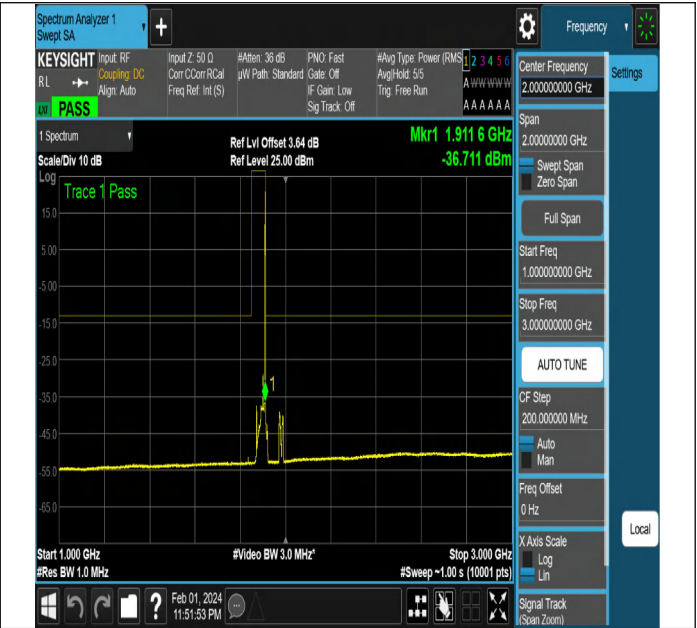 Spectrum Analyzer 1
Swept SA
+
Frequency
KEYSIGHT
RL
PASS
Input: RF
Coupling: DC
Align: Auto
Input Z: 50 Ω
Corr CCorr RCal
Freq Ref: Int (S)
#Atten: 36 dB
µW Path: Standard
PNO: Fast
Gate: Off
IF Gain: Low
Sig Track: Off
#Avg Type: Power (RMS
Avg|Hold: 5/5
Trig: Free Run
1 2 3 4 5 6
A W W W W W
A A A A A A
1 Spectrum
Scale/Div 10 dB
Log
Ref Lvl Offset 3.64 dB
Ref Level 25.00 dBm
Mkr1 1.911 6 GHz
-36.711 dBm
Trace 1 Pass
15.0
5.00
-5.00
-15.0
-25.0
-35.0
-45.0
-55.0
-65.0
1
Start 1.000 GHz
#Res BW 1.0 MHz
#Video BW 3.0 MHz*
Stop 3.000 GHz
#Sweep ~1.00 s (10001 pts)
Feb 01, 2024
11:51:53 PM
?
Center Frequency
2.000000000 GHz
Settings
Span
2.00000000 GHz
Swept Span
Zero Span
Full Span
Start Freq
1.000000000 GHz
Stop Freq
3.000000000 GHz
AUTO TUNE
CF Step
200.000000 MHz
Auto
Man
Freq Offset
0 Hz
X Axis Scale
Log
Lin
Local
Signal Track
(Span Zoom)